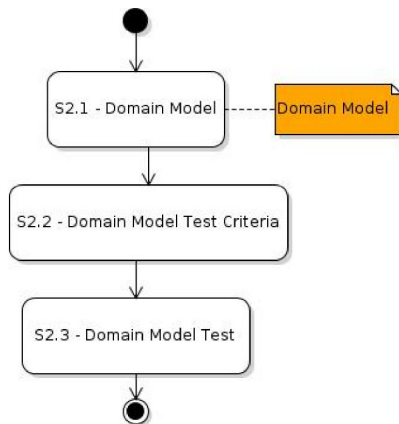 S2.1 - Domain Model
Domain Model
S2.2 - Domain Model Test Criteria
S2.3 - Domain Model Test